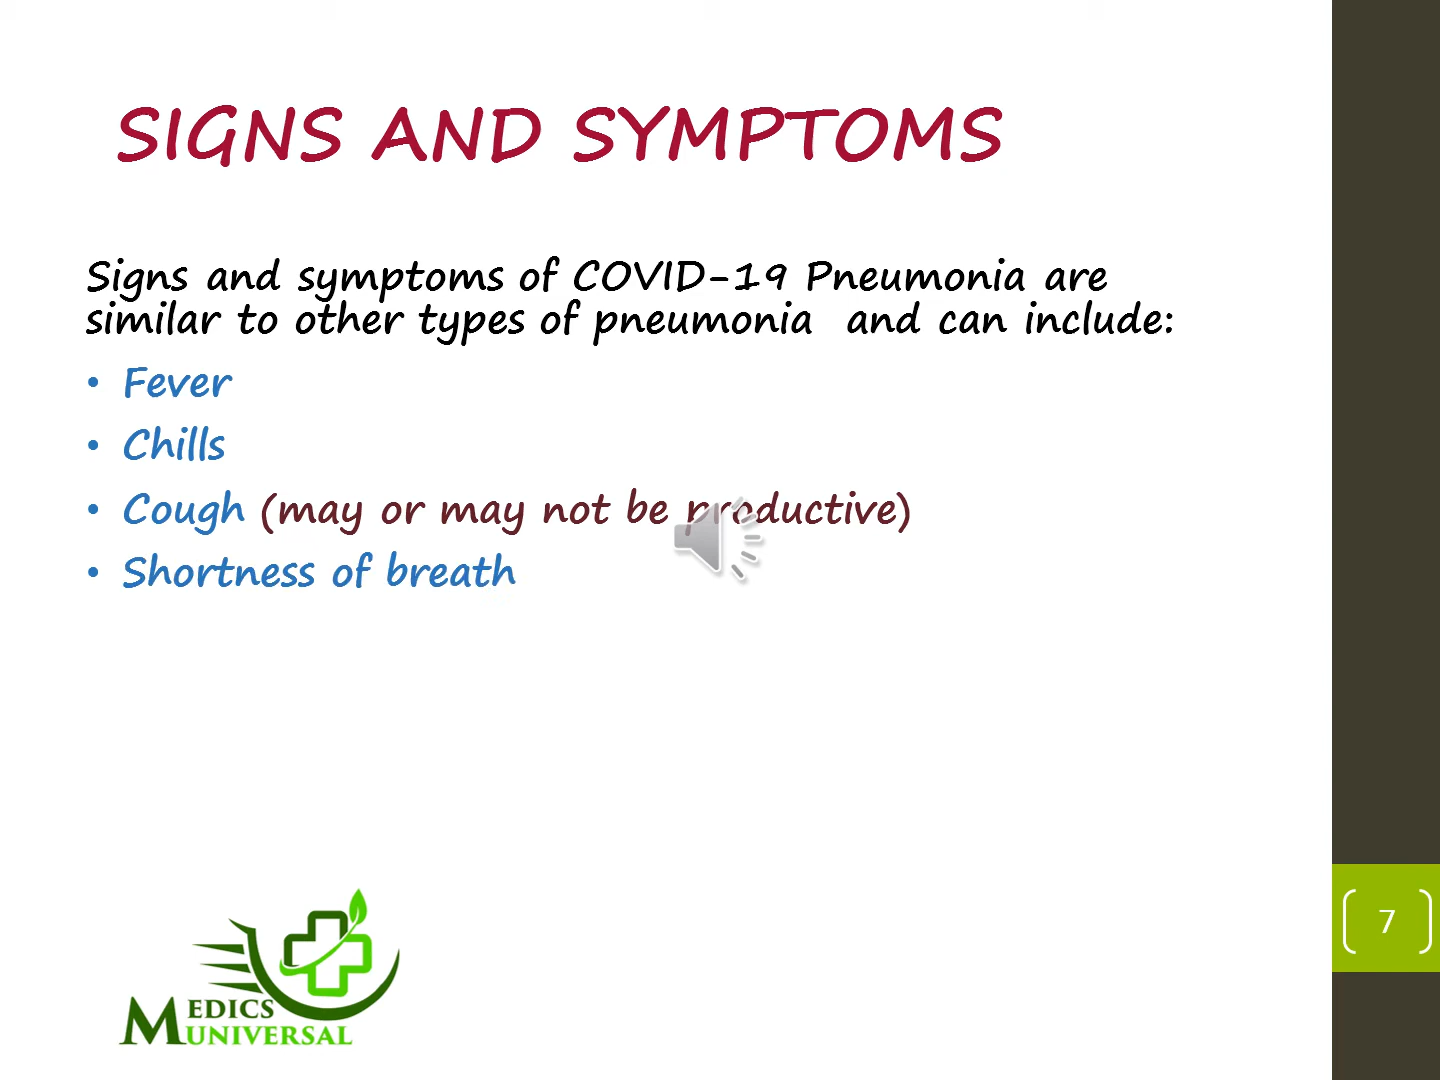 SIGNS AND SYMPTOMS
Signs and symptoms of COVID-19 Pneumonia are
similar to other types of pneumonia and can include:
• Fever
• Chills
• Cough (may or may not be productive)
• Shortness of breath
7
MEDICS
UNIVERSAL